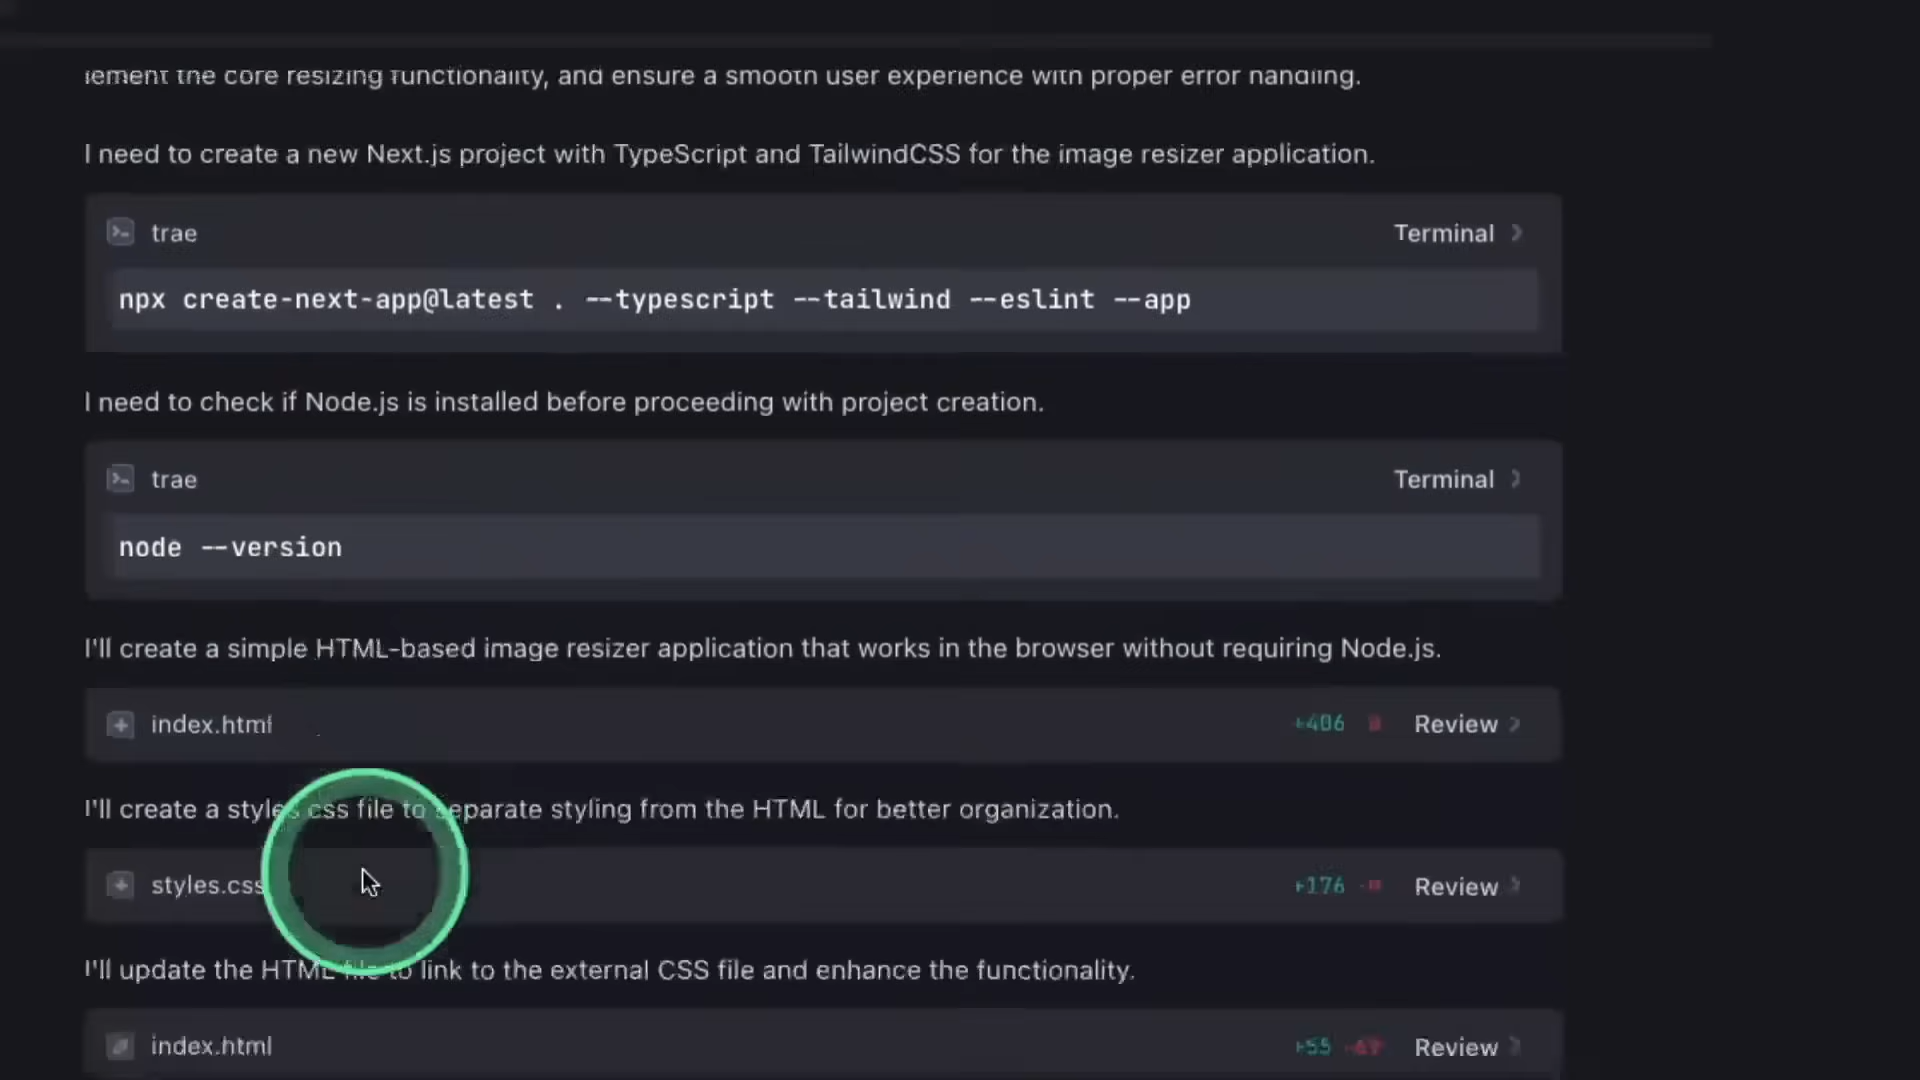 the core resizing functionality, and ensure a smooth user experience with proper error handling.
I need to create a new Next.js project with TypeScript and TailwindCSS for the image resizer application.
trae
Terminal
npx create-next-app@latest . --typescript --tailwind --eslint --app
I need to check if Node.js is installed before proceeding with project creation.
trae
Terminal
node --version
I'll create a simple HTML-based image resizer application that works in the browser without requiring Node.js.
index.html
+406
Review
I'll create a styles css file to separate styling from the HTML for better organization.
styles.css
+176
Review
I'll update the HTML file to link to the external CSS file and enhance the functionality.
index.html
+55
Review